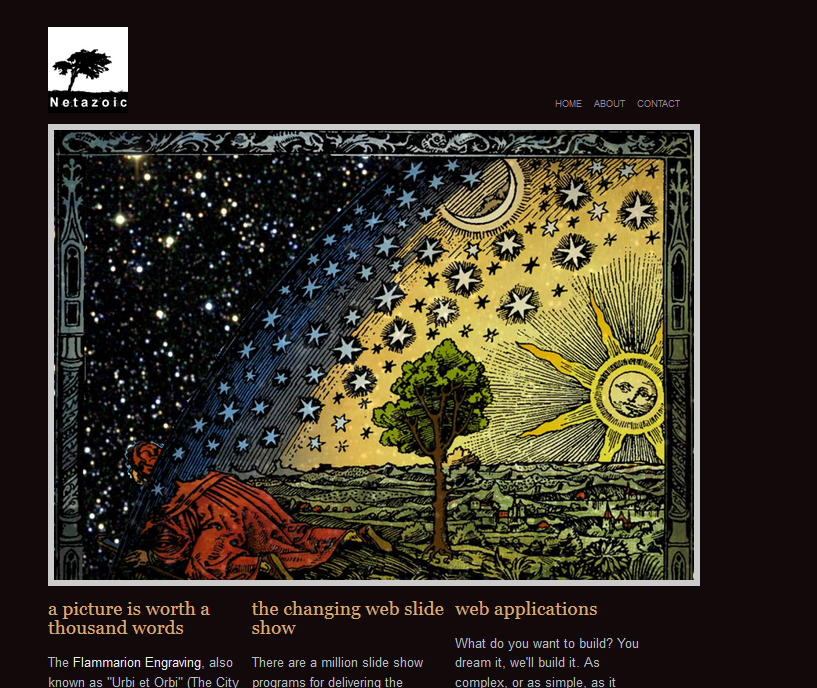 Netazoic
HOME ABOUT CONTACT
a picture is worth a
thousand words
The Flammarion Engraving, also
known as "Urbi et Orbi" (The City
the changing web slide
show
There are a million slide show
programs for delivering the
web applications
What do you want to build? You
dream it, we'll build it. As
complex, or as simple, as it